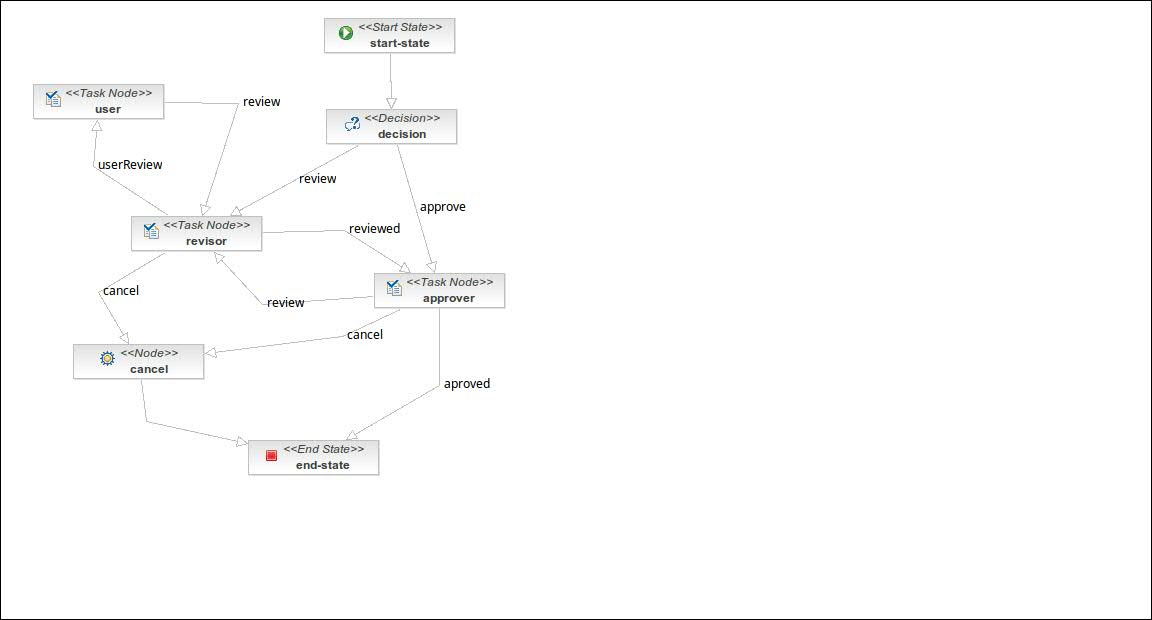 <<Start State>>
start-state
<<Task Node>>
user
review
<<Decision>>
decision
userReview
review
approve
<<Task Node>>
revisor
reviewed
<<Task Node>>
approver
cancel
review
cancel
<<Node>>
cancel
aproved
<<End State>>
end-state